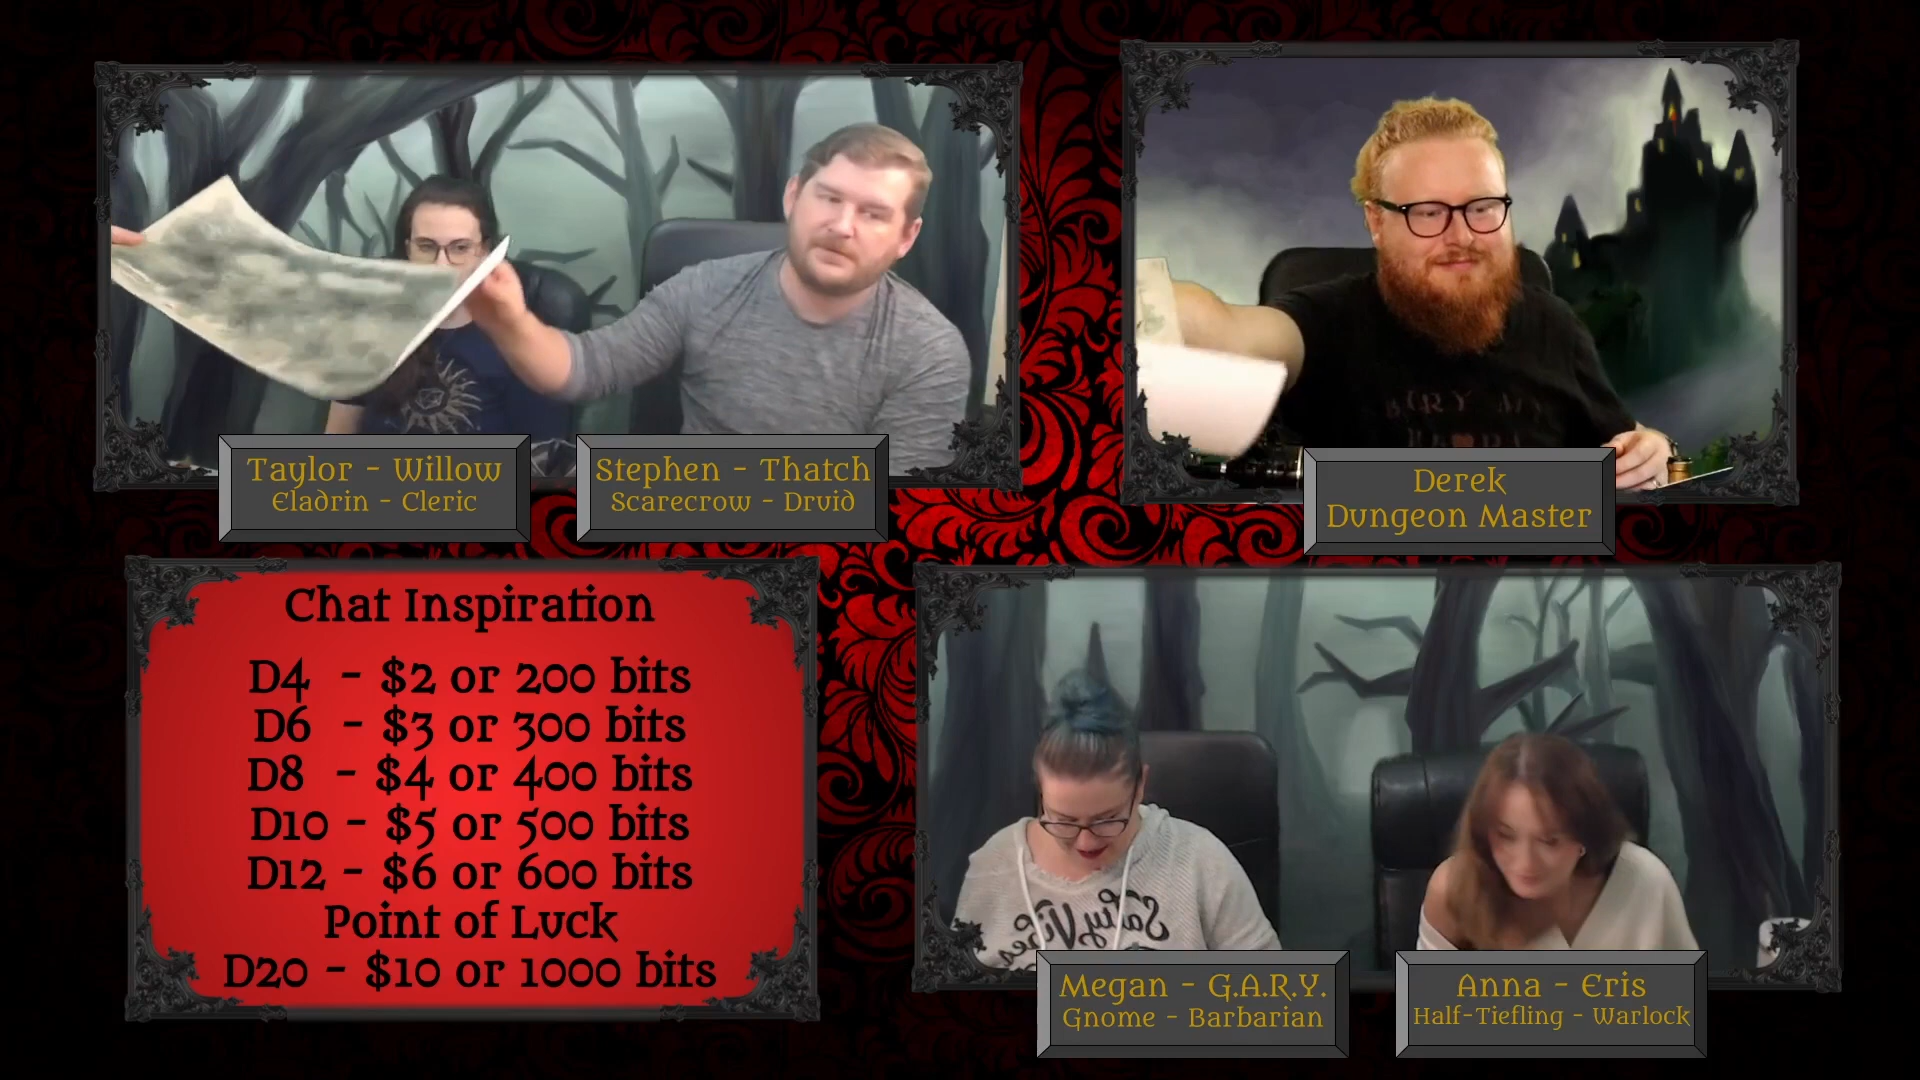 Taylor - Willow
Eladrin - Cleric
Stephen - Thatch
Scarecrow - Druid
Derek
Dungeon Master
Chat Inspiration
D4 - $2 or 200 bits
D6 - $3 or 300 bits
D8 - $4 or 400 bits
D10 - $5 or 500 bits
D12 - $6 or 600 bits
Point of Luck
D20 - $10 or 1000 bits
Salty Vibes
Megan - G.A.R.Y.
Gnome - Barbarian
Anna - Eris
Half-Tiefling - Warlock